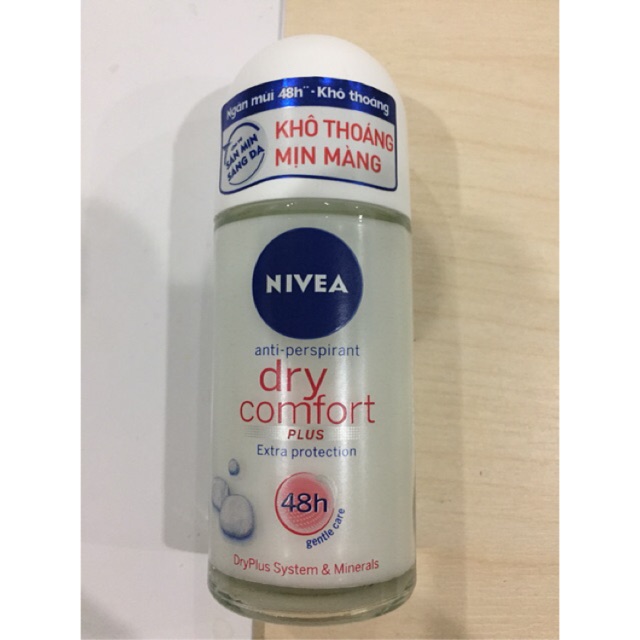 Ngăn mùi 48h** - Khô thoáng
SĂN MỊN
SÁNG DA
KHÔ THOÁNG
MỊN MÀNG
NIVEA
anti-perspirant
dry
comfort
PLUS
Extra protection
48h
gentle care
DryPlus System & Minerals